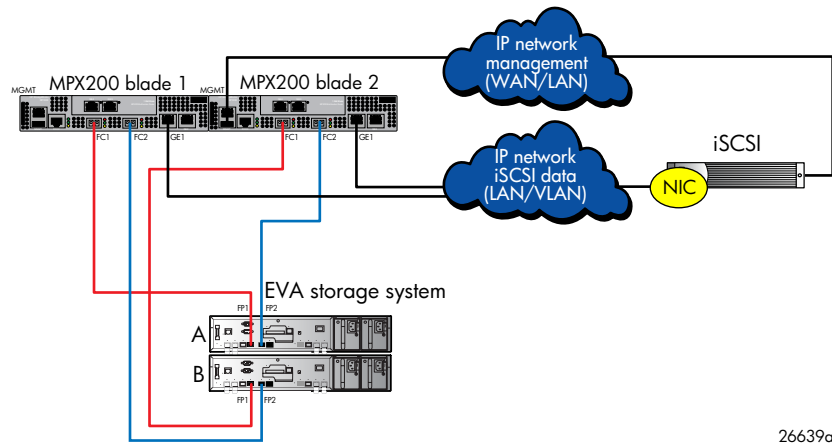 IP network
management
(WAN/LAN)
MGMT
MPX200 blade 1
MGMT
MPX200 blade 2
FC1
FC2
GE1
FC1
FC2
GE1
IP network
iSCSI data
(LAN/VLAN)
iSCSI
NIC
EVA storage system
FP1
FP2
A
B
FP1
FP2
26639a